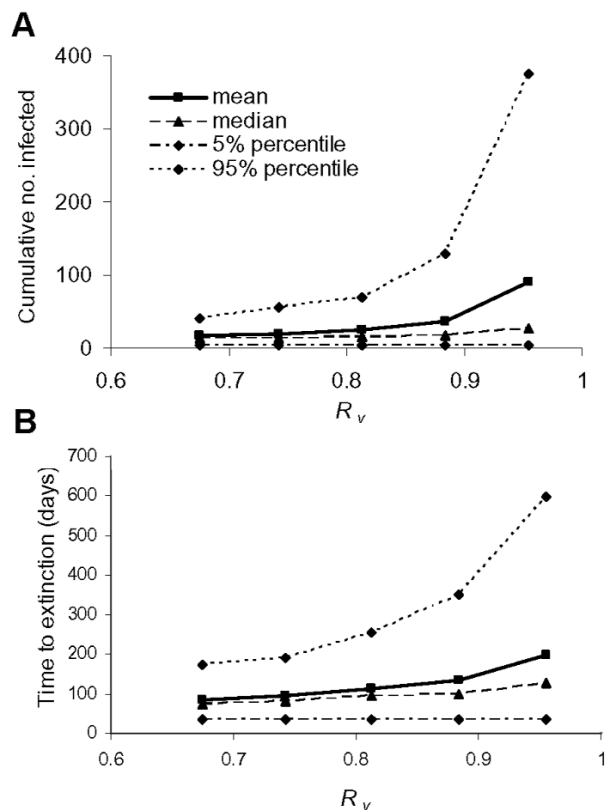 A
400
300
200
100
0
Cumulative no. infected
mean
median
5% percentile
95% percentile
0.6 0.7 0.8 0.9 1
R v
B
700
600
500
400
300
200
100
0
Time to extinction (days)
0.6 0.7 0.8 0.9 1
R v